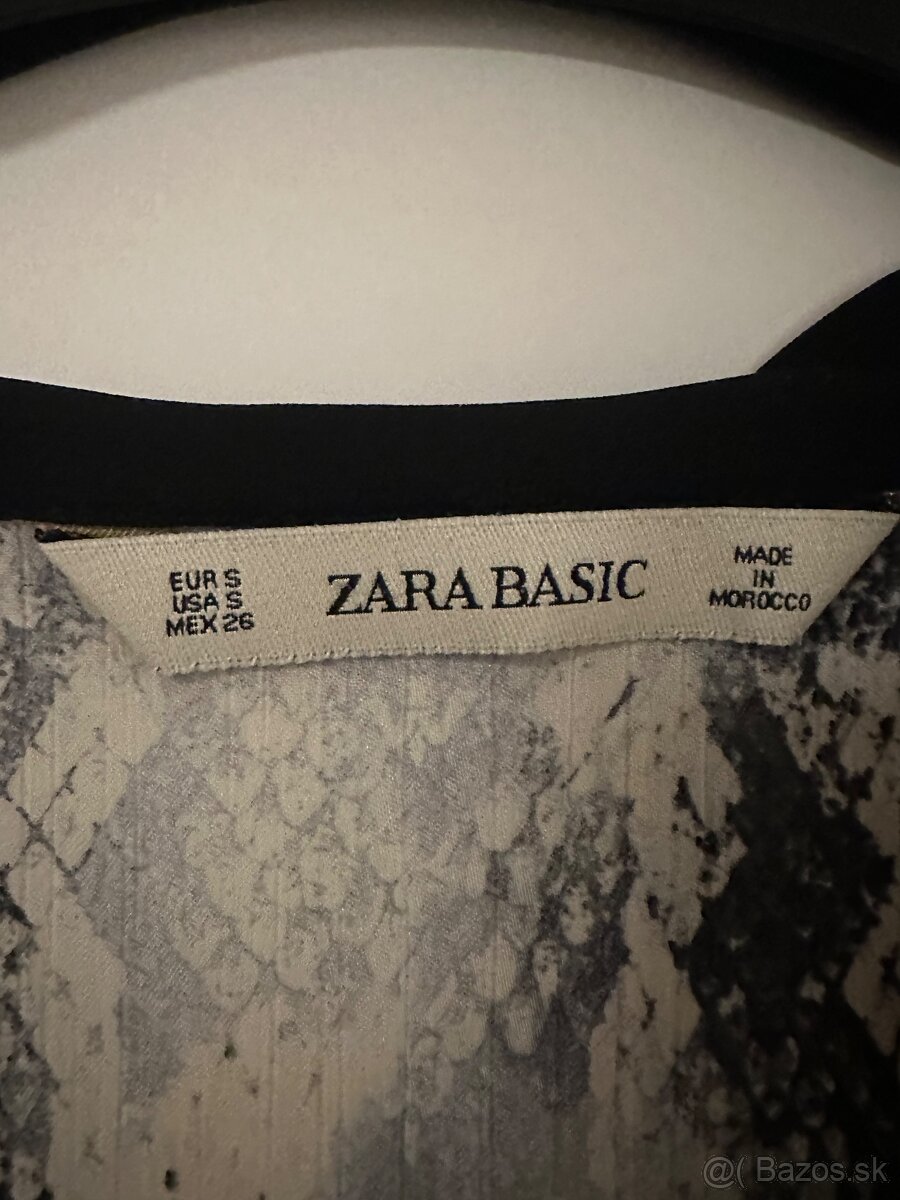 EUR S
USA S
MEX 26
ZARA BASIC
MADE
IN
MOROCCO
@( Bazos.sk